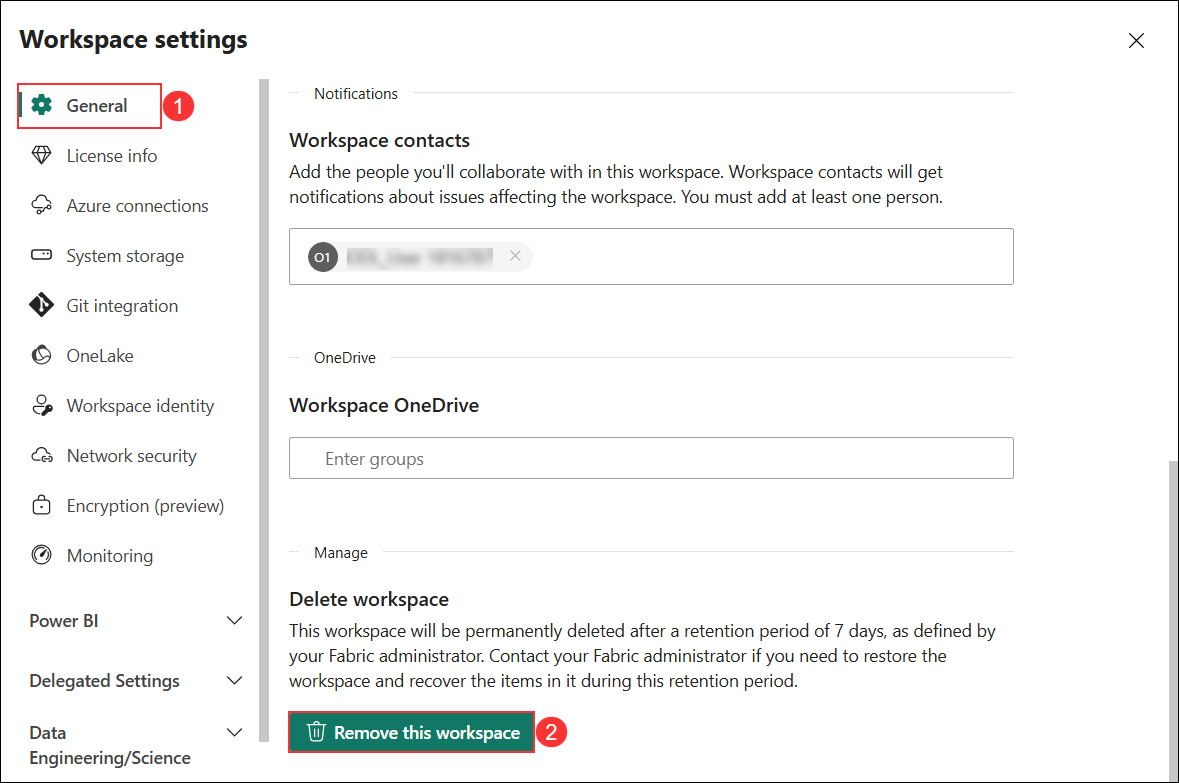 Workspace settings
General
1
License info
Azure connections
System storage
Git integration
OneLake
Workspace identity
Network security
Encryption (preview)
Monitoring
Power BI
Delegated Settings
Data
Engineering/Science
Notifications
Workspace contacts
Add the people you'll collaborate with in this workspace. Workspace contacts will get
notifications about issues affecting the workspace. You must add at least one person.
O1
OneDrive
Workspace OneDrive
Enter groups
Manage
Delete workspace
This workspace will be permanently deleted after a retention period of 7 days, as defined by
your Fabric administrator. Contact your Fabric administrator if you need to restore the
workspace and recover the items in it during this retention period.
Remove this workspace
2